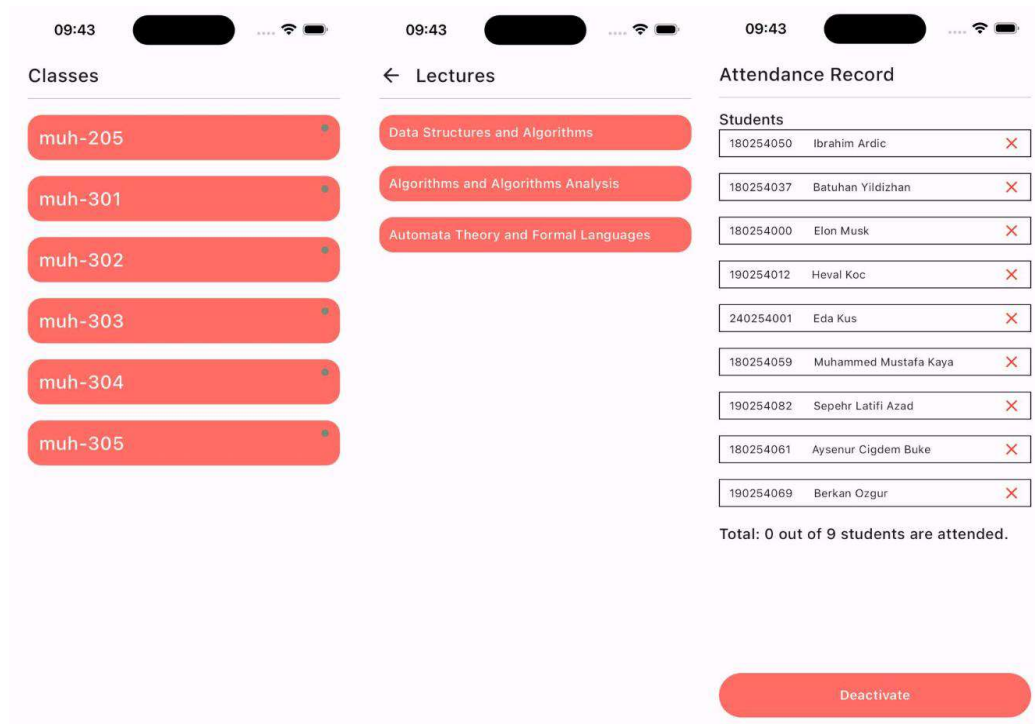 09:43
Classes
muh-205
muh-301
muh-302
muh-303
muh-304
muh-305
09:43
← Lectures
Data Structures and Algorithms
Algorithms and Algorithms Analysis
Automata Theory and Formal Languages
09:43
Attendance Record
Students
180254050 Ibrahim Ardic
180254037 Batuhan Yildizhan
180254000 Elon Musk
190254012 Heval Koc
240254001 Eda Kus
180254059 Muhammed Mustafa Kaya
190254082 Sepehr Latifi Azad
180254061 Aysenur Cigdem Buke
190254069 Berkan Ozgur
Total: 0 out of 9 students are attended.
Deactivate